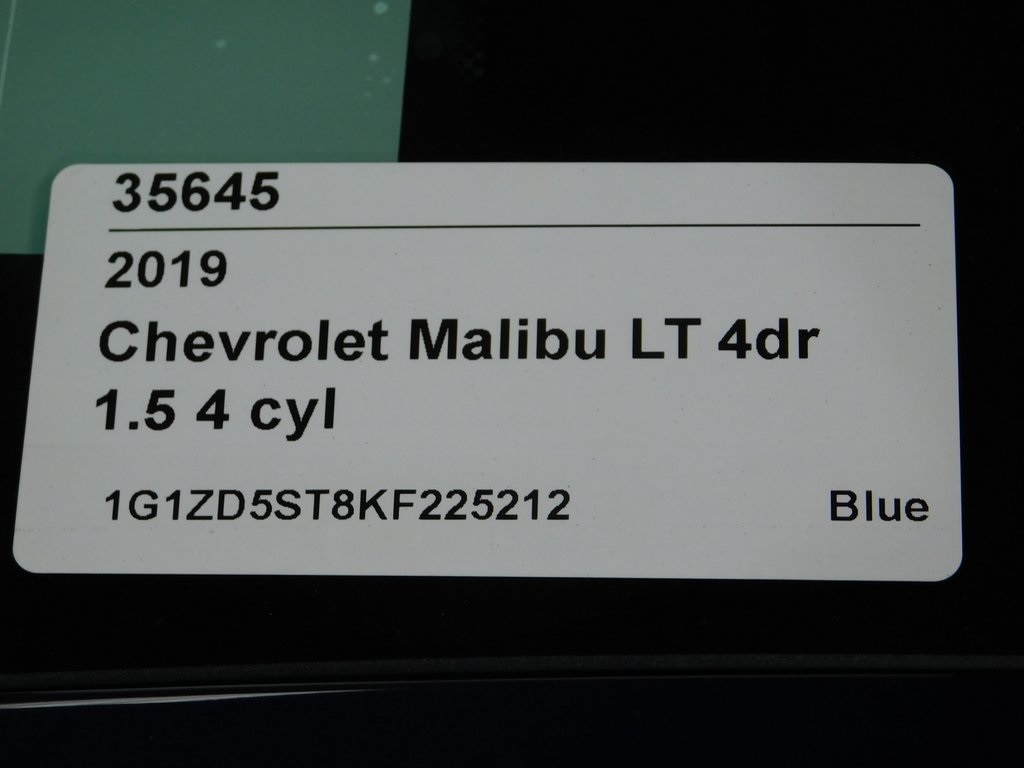 35645
2019
Chevrolet Malibu LT 4dr
1.5 4 cyl
1G1ZD5ST8KF225212 Blue